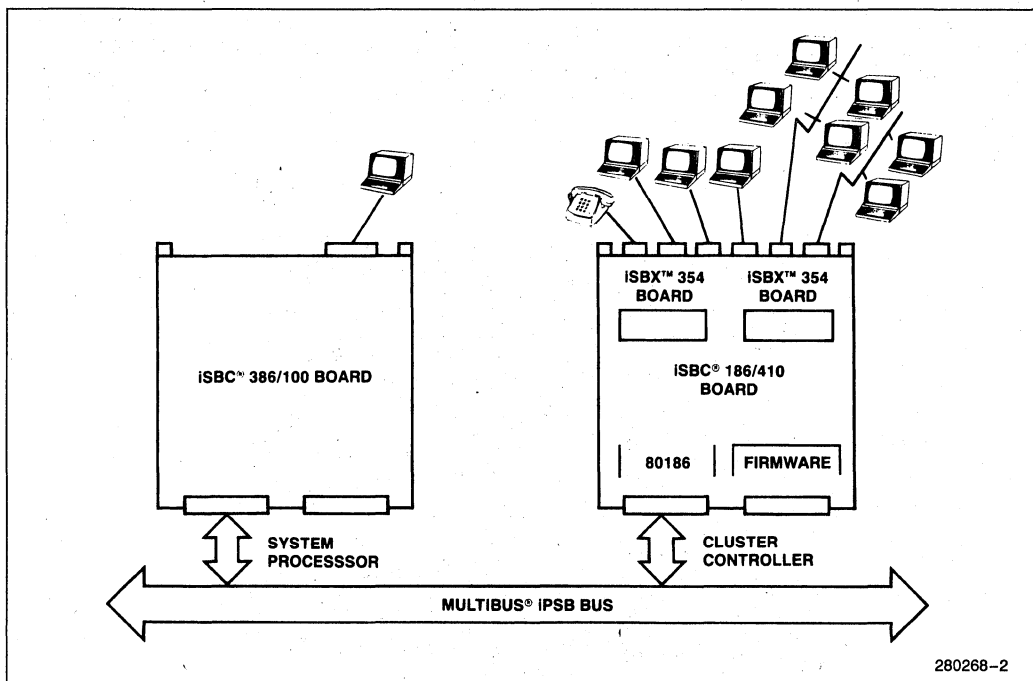 iSBX™ 354
BOARD
iSBX™ 354
BOARD
iSBC® 386/100 BOARD
iSBC® 186/410
BOARD
80186
FIRMWARE
SYSTEM
PROCESSSOR
CLUSTER
CONTROLLER
MULTIBUS® iPSB BUS
280268-2